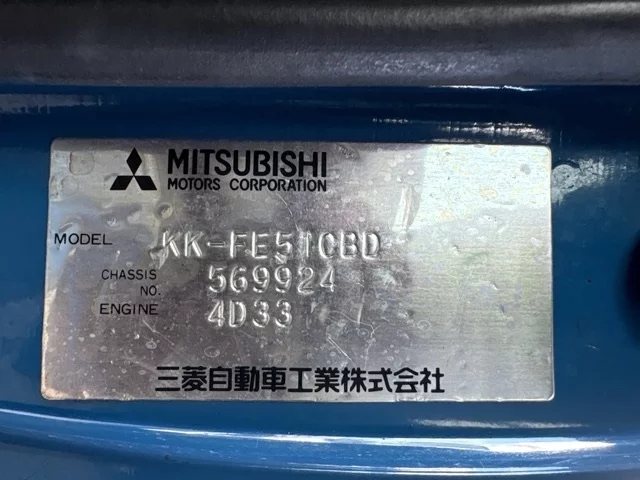 MITSUBISHI
MOTORS CORPORATION
MODEL KK-FE51CBD
CHASSIS NO. 569924
ENGINE 4D33
三菱自動車工業株式会社